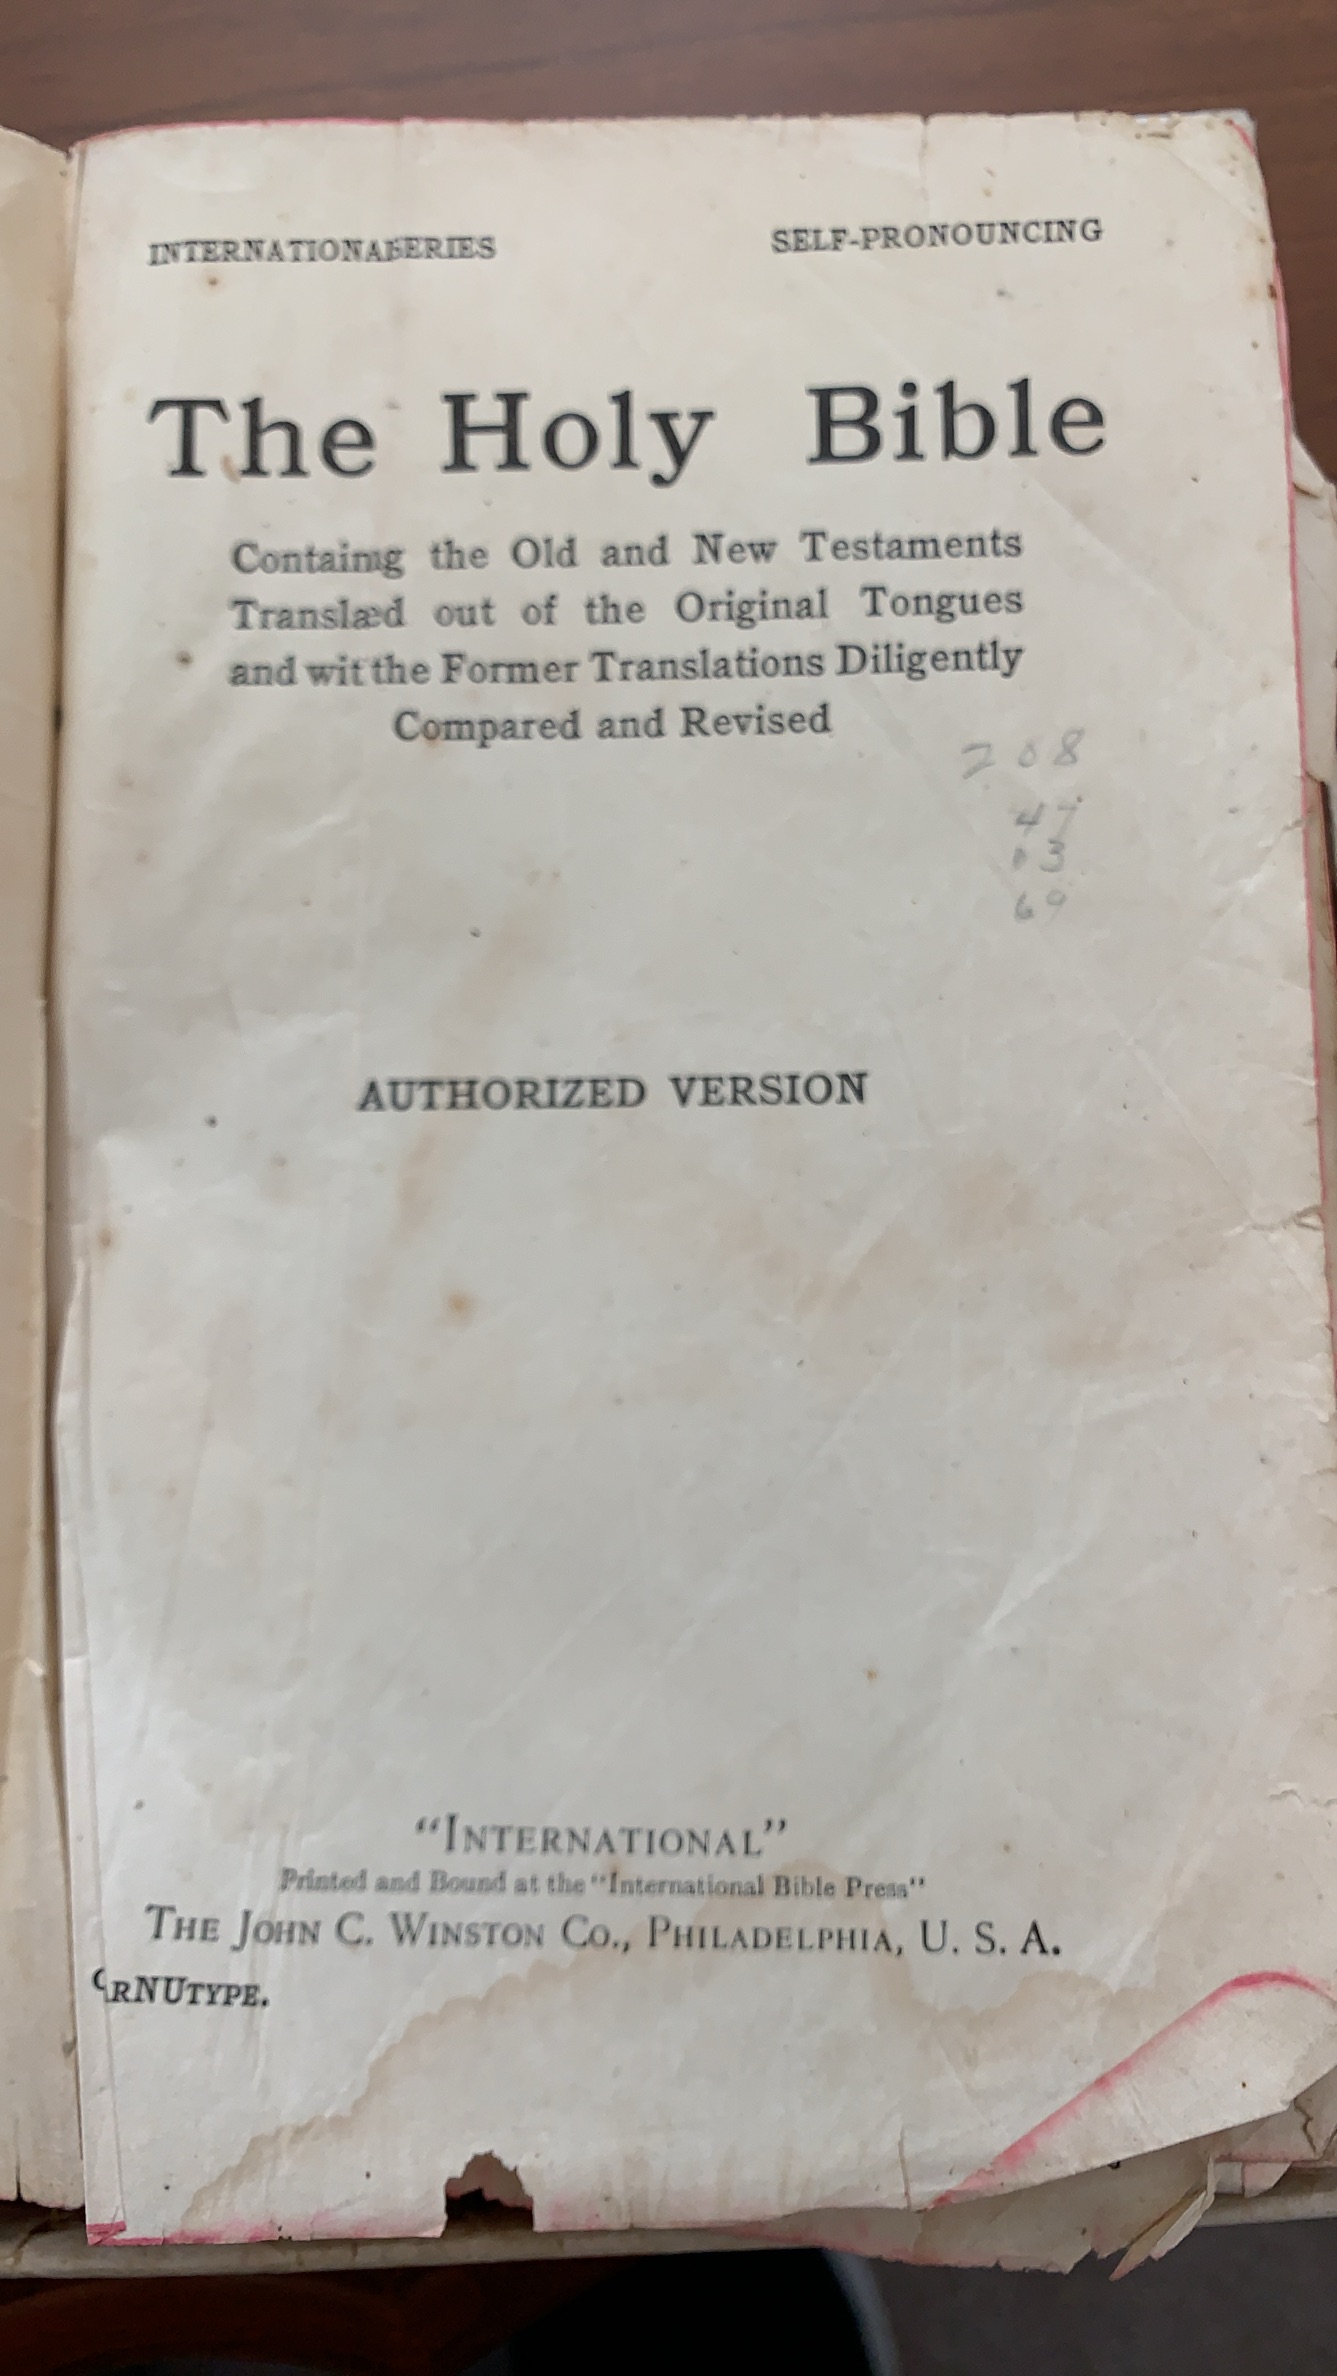 INTERNATIONABERIES SELF-PRONOUNCING
The Holy Bible
Containg the Old and New Testaments
Translæd out of the Original Tongues
and wit the Former Translations Diligently
Compared and Revised
208
47
03
69
AUTHORIZED VERSION
“INTERNATIONAL”
Printed and Bound at the “International Bible Press”
THE JOHN C. WINSTON CO., PHILADELPHIA, U. S. A.
RNUTYPE.